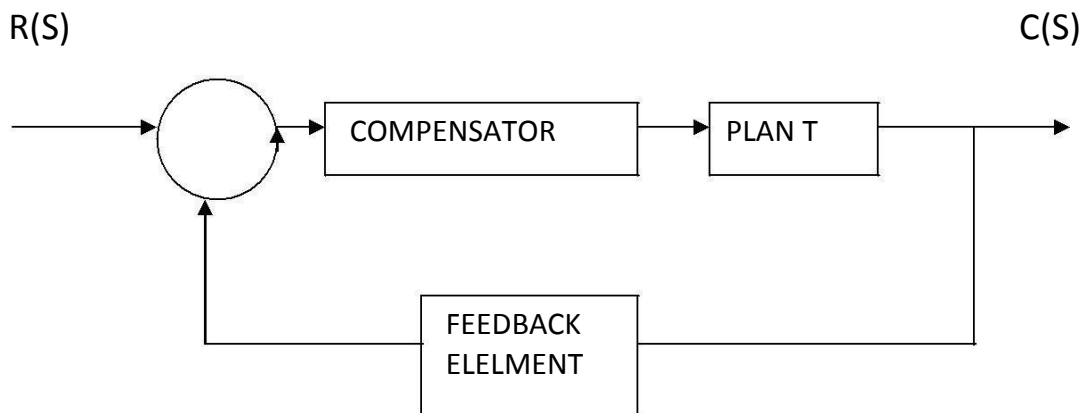 R(S)
C(S)
COMPENSATOR
PLAN T
FEEDBACK
ELELMENT